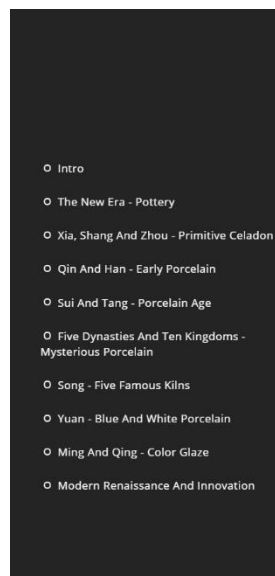 Intro
The New Era - Pottery
Xia, Shang And Zhou - Primitive Celadon
Qin And Han - Early Porcelain
Sui And Tang - Porcelain Age
Five Dynasties And Ten Kingdoms -
Mysterious Porcelain
Song - Five Famous Kilns
Yuan - Blue And White Porcelain
Ming And Qing - Color Glaze
Modern Renaissance And Innovation